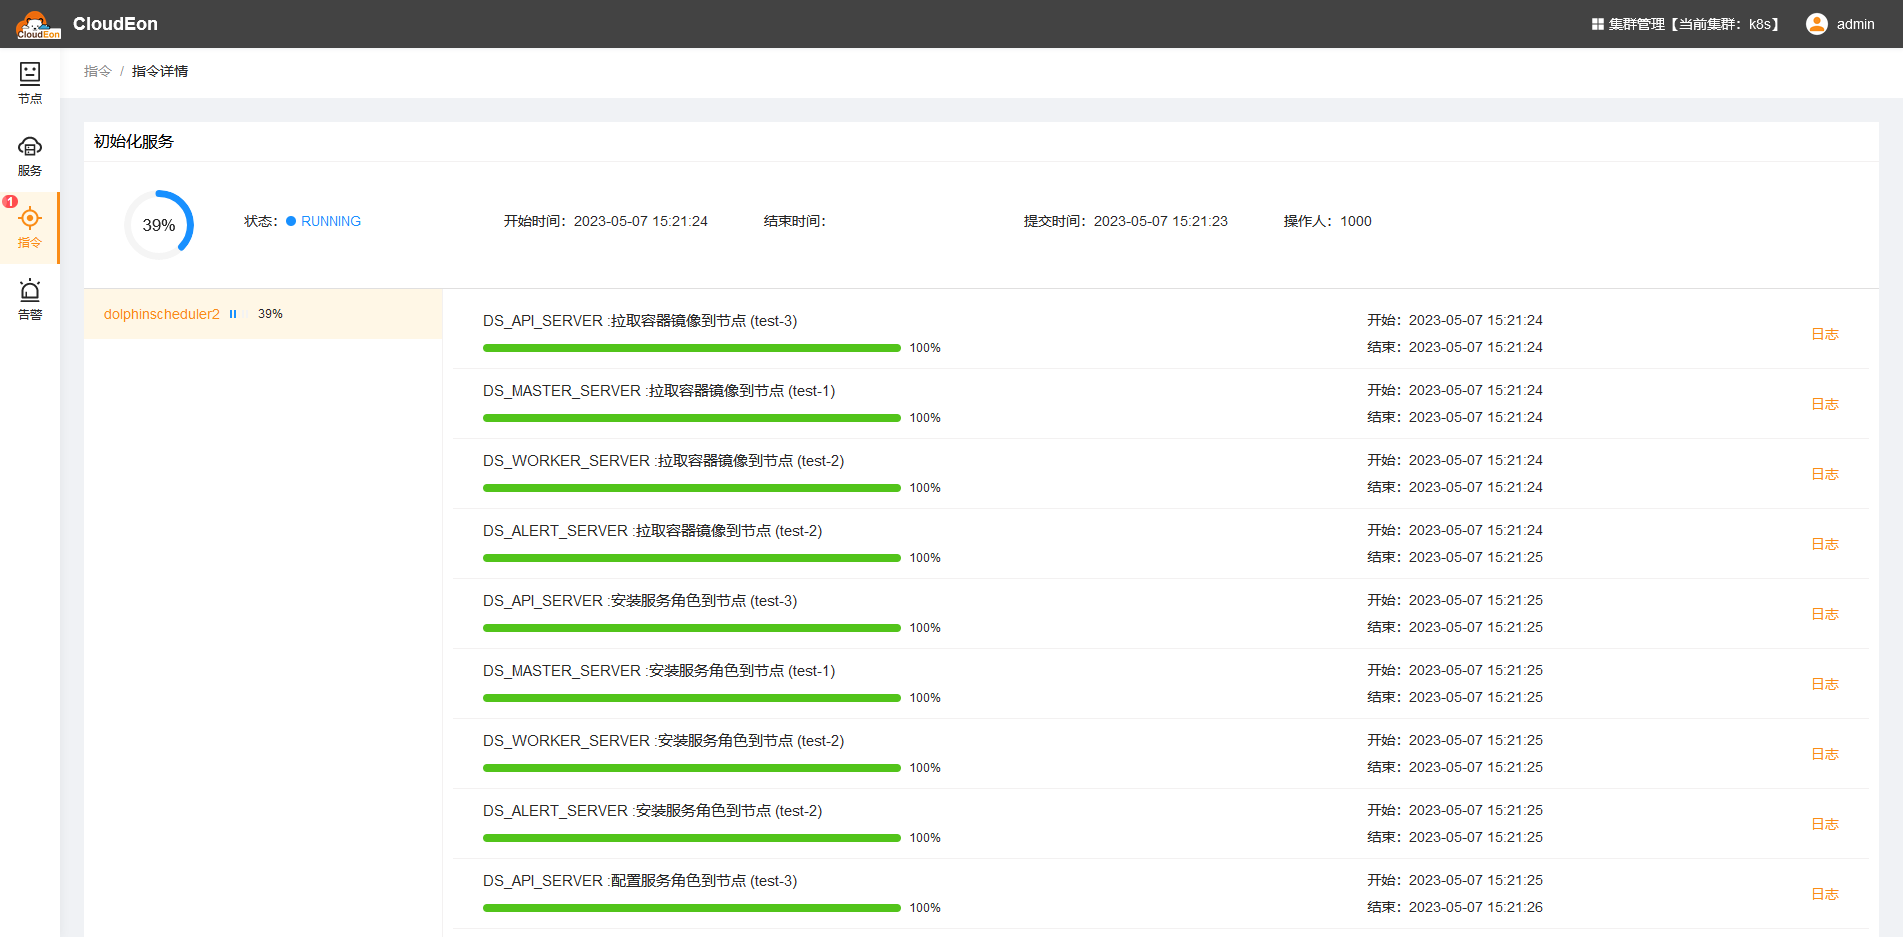 CloudEon
CloudEon
集群管理【当前集群：k8s】
admin
节点
服务
1
指令
告警
指令 / 指令详情
初始化服务
39%
状态： RUNNING
开始时间：2023-05-07 15:21:24
结束时间：
提交时间：2023-05-07 15:21:23
操作人：1000
dolphinscheduler2 39%
DS_API_SERVER :拉取容器镜像到节点 (test-3)
100%
开始：2023-05-07 15:21:24
结束：2023-05-07 15:21:24
日志
DS_MASTER_SERVER :拉取容器镜像到节点 (test-1)
100%
开始：2023-05-07 15:21:24
结束：2023-05-07 15:21:24
日志
DS_WORKER_SERVER :拉取容器镜像到节点 (test-2)
100%
开始：2023-05-07 15:21:24
结束：2023-05-07 15:21:24
日志
DS_ALERT_SERVER :拉取容器镜像到节点 (test-2)
100%
开始：2023-05-07 15:21:24
结束：2023-05-07 15:21:25
日志
DS_API_SERVER :安装服务角色到节点 (test-3)
100%
开始：2023-05-07 15:21:25
结束：2023-05-07 15:21:25
日志
DS_MASTER_SERVER :安装服务角色到节点 (test-1)
100%
开始：2023-05-07 15:21:25
结束：2023-05-07 15:21:25
日志
DS_WORKER_SERVER :安装服务角色到节点 (test-2)
100%
开始：2023-05-07 15:21:25
结束：2023-05-07 15:21:25
日志
DS_ALERT_SERVER :安装服务角色到节点 (test-2)
100%
开始：2023-05-07 15:21:25
结束：2023-05-07 15:21:25
日志
DS_API_SERVER :配置服务角色到节点 (test-3)
100%
开始：2023-05-07 15:21:25
结束：2023-05-07 15:21:26
日志